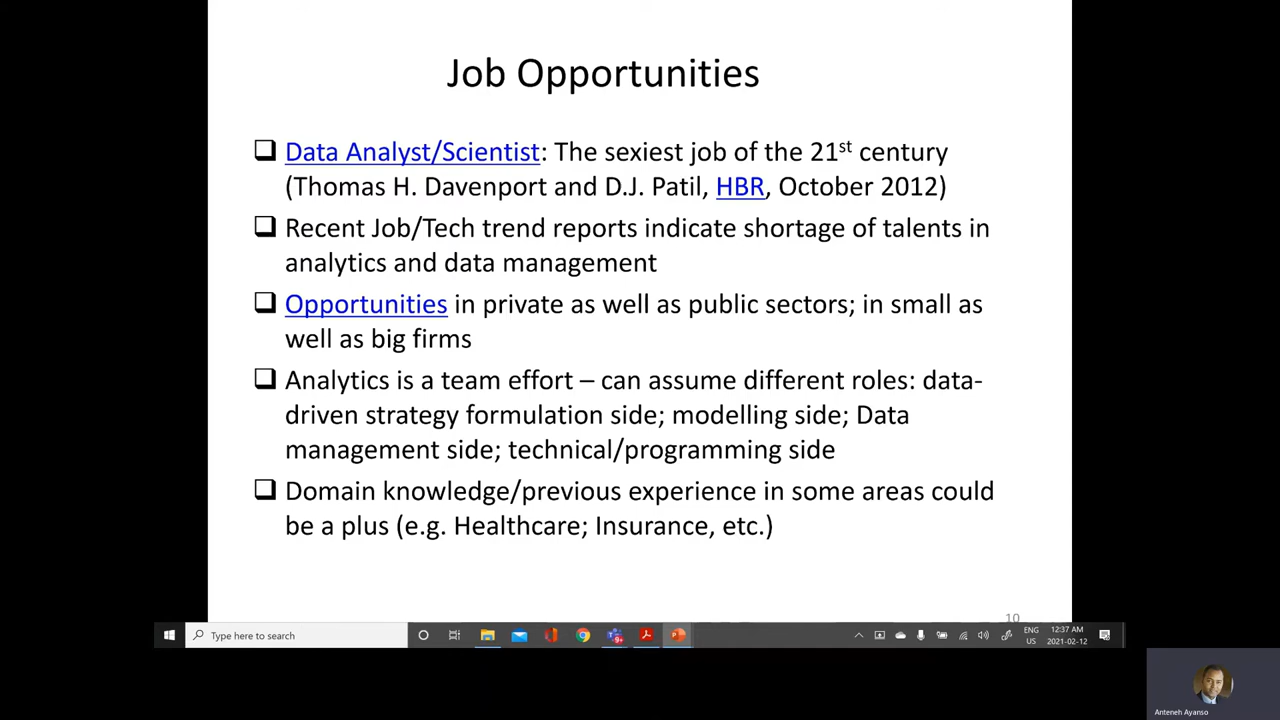 Job Opportunities
❑ Data Analyst/Scientist: The sexiest job of the 21st century
(Thomas H. Davenport and D.J. Patil, HBR, October 2012)
❑ Recent Job/Tech trend reports indicate shortage of talents in
analytics and data management
❑ Opportunities in private as well as public sectors; in small as
well as big firms
❑ Analytics is a team effort – can assume different roles: data-
driven strategy formulation side; modelling side; Data
management side; technical/programming side
❑ Domain knowledge/previous experience in some areas could
be a plus (e.g. Healthcare; Insurance, etc.)
10
Type here to search
9+
ENG
US
12:37 AM
2021-02-12
Anteneh Ayanso